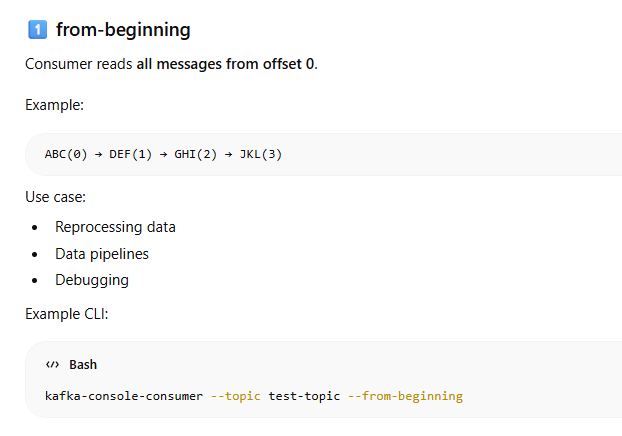 1 from-beginning
Consumer reads all messages from offset 0.
Example:
ABC(0) → DEF(1) → GHI(2) → JKL(3)
Use case:
• Reprocessing data
• Data pipelines
• Debugging
Example CLI:
</> Bash
kafka-console-consumer --topic test-topic --from-beginning